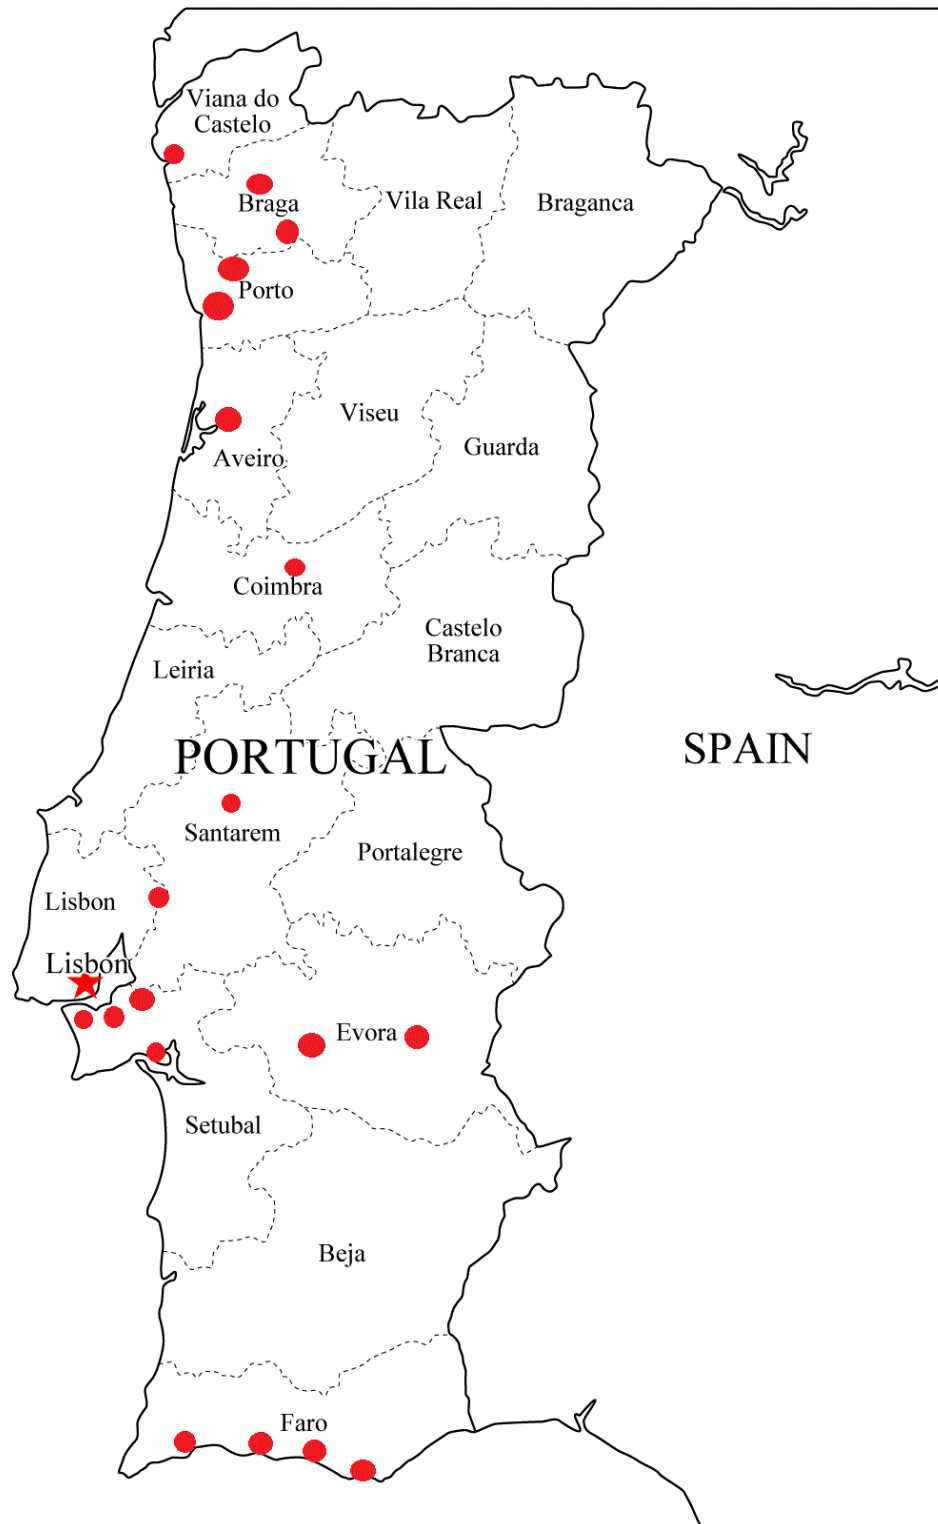 Viana do
Castelo
Braga
Vila Real
Braganca
Porto
Viseu
Guarda
Aveiro
Coimbra
Castelo
Branca
Leiria
PORTUGAL
SPAIN
Santarem
Portalegre
Lisbon
Lisbon
Evora
Setubal
Beja
Faro